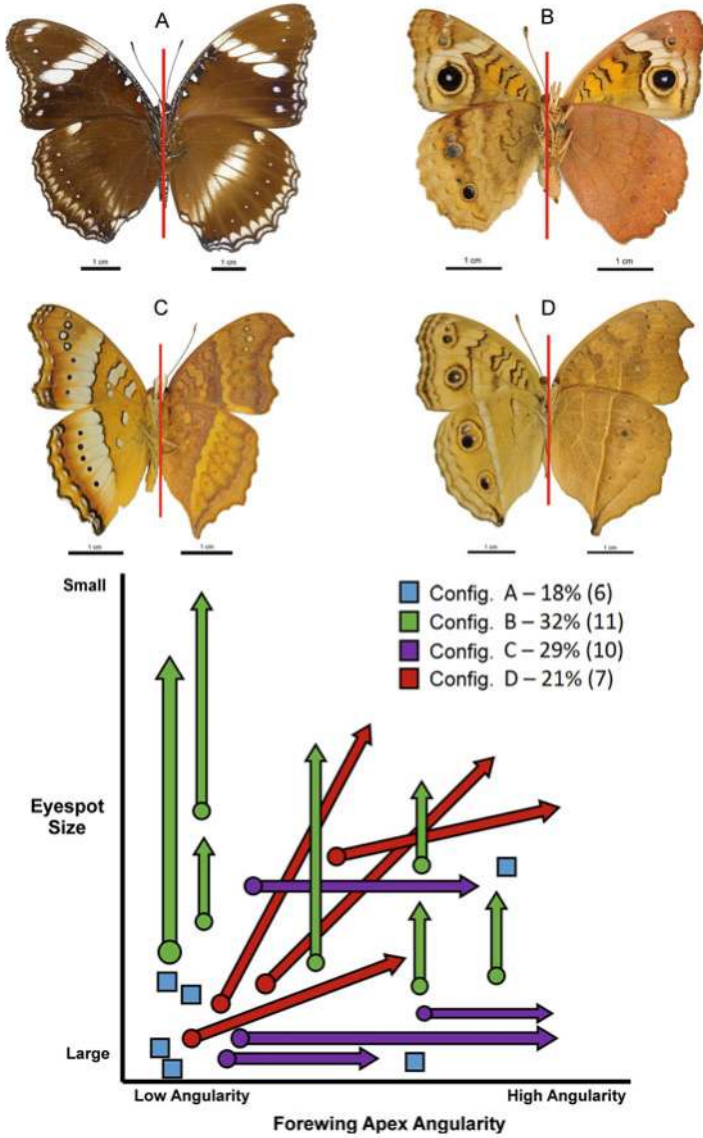 A
B
1 cm
1 cm
1 cm
1 cm
C
D
1 cm
1 cm
1 cm
1 cm
Small
Config. A – 18% (6)
Config. B – 32% (11)
Config. C – 29% (10)
Config. D – 21% (7)
Eyespot
Size
Large
Low Angularity
High Angularity
Forewing Apex Angularity